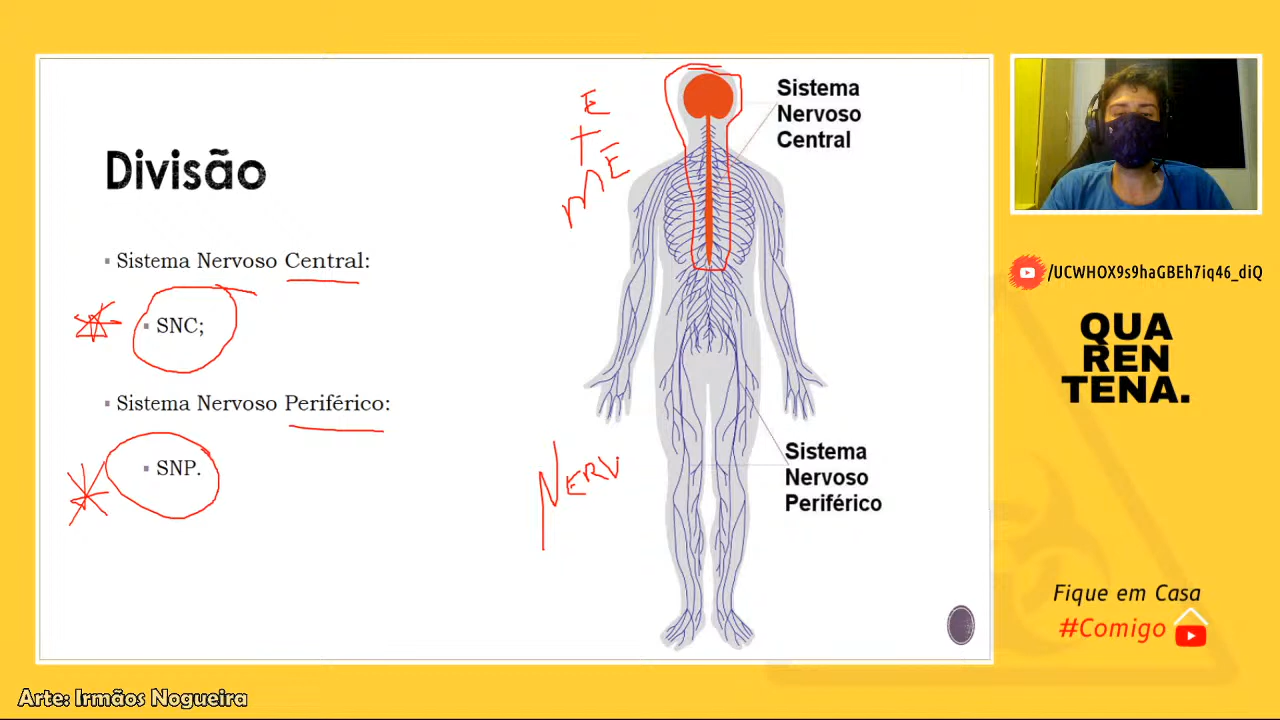 Divisão
Sistema Nervoso Central:
SNC;
Sistema Nervoso Periférico:
SNP.
E
+
mE
NERV
Sistema
Nervoso
Central
Sistema
Nervoso
Periférico
/UCWHOX9s9haGBEh7iq46_diQ
QUA
REN
TENA.
Fique em Casa
#Comigo
Arte: Irmãos Nogueira